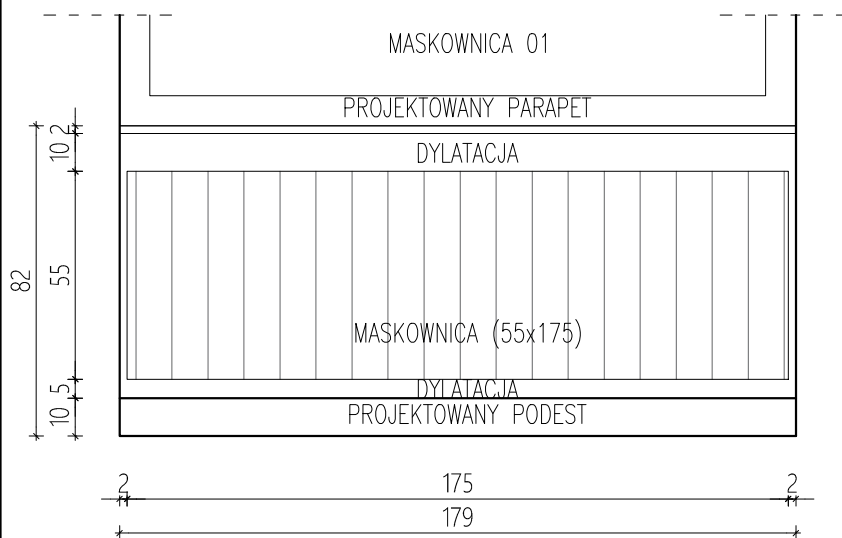 MASKOWNICA 01
PROJEKTOWANY PARAPET
2
10
DYLATACJA
82
55
MASKOWNICA (55x175)
5
DYLATACJA
10
PROJEKTOWANY PODEST
2 175 2
179